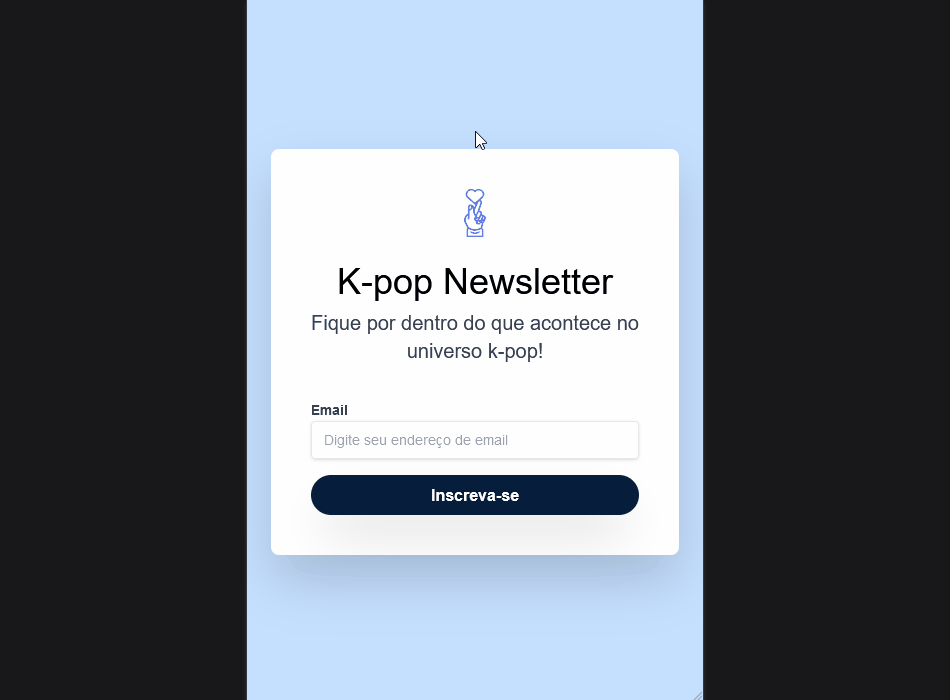 K-pop Newsletter
Fique por dentro do que acontece no
universo k-pop!
Email
Digite seu endereço de email
Inscreva-se